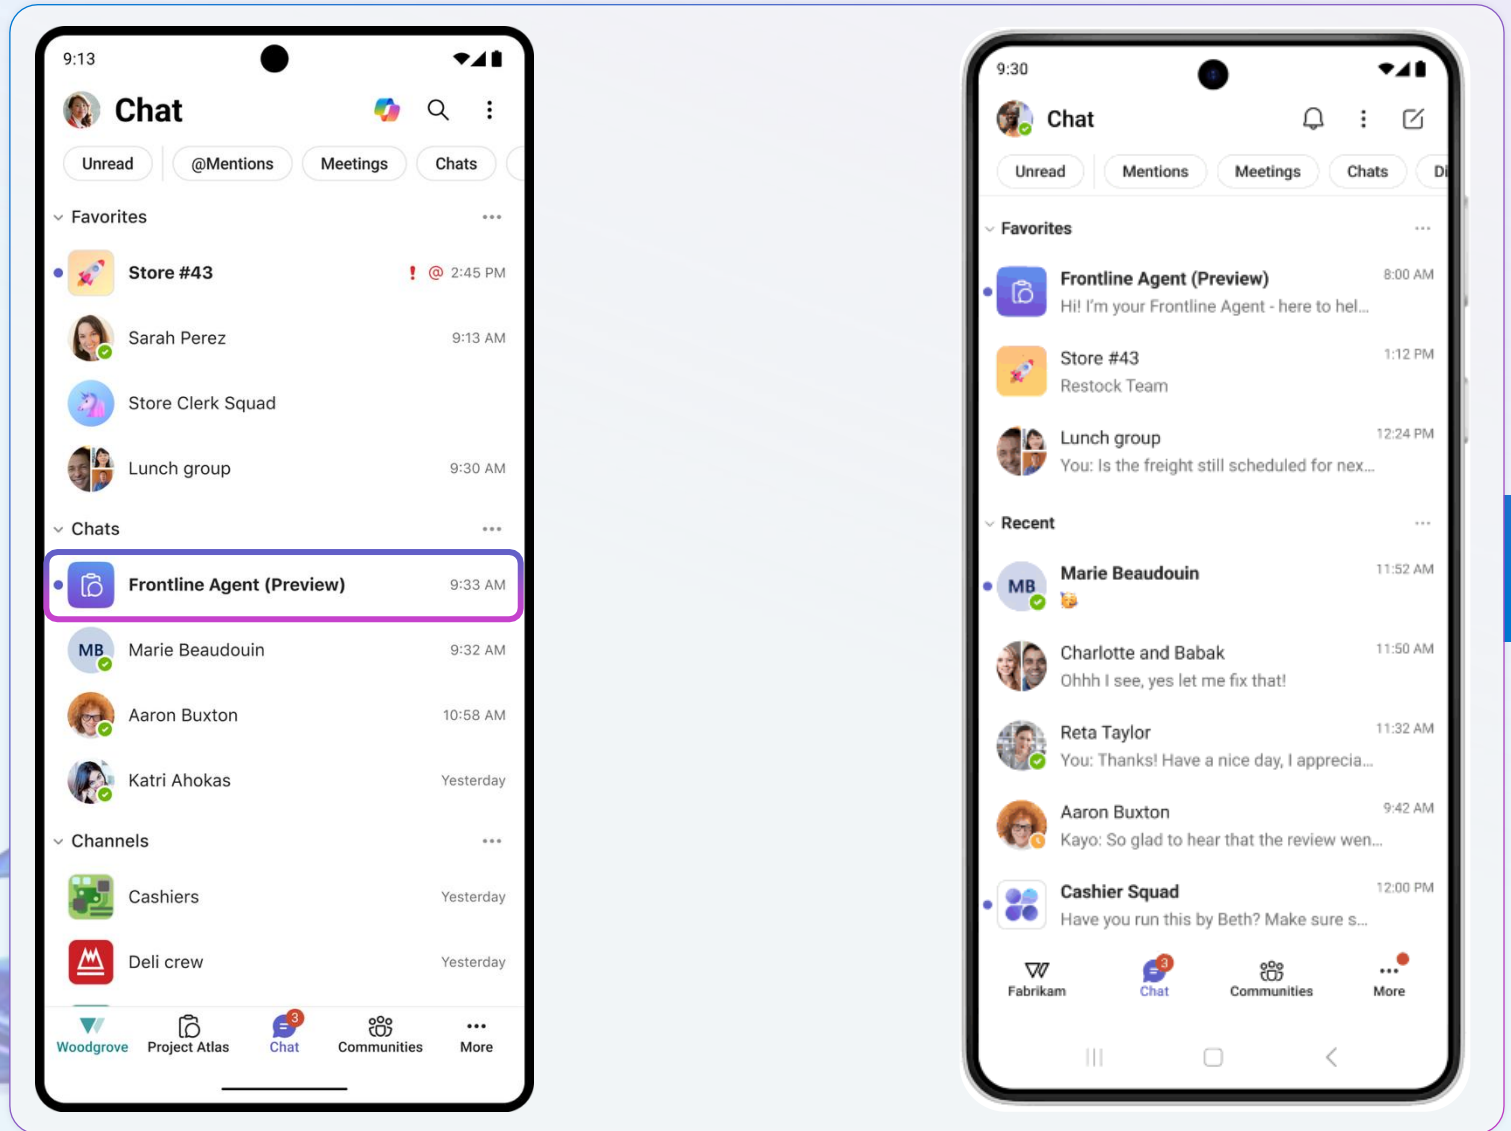 9:13
Chat
Unread @Mentions Meetings Chats
Favorites
Store #43 ! @ 2:45 PM
Sarah Perez 9:13 AM
Store Clerk Squad
Lunch group 9:30 AM
Chats
Frontline Agent (Preview) 9:33 AM
MB Marie Beaudouin 9:32 AM
Aaron Buxton 10:58 AM
Katri Ahokas Yesterday
Channels
Cashiers Yesterday
Deli crew Yesterday
3
Woodgrove Project Atlas Chat Communities More
9:30
Chat
Unread Mentions Meetings Chats Di
Favorites
Frontline Agent (Preview) 8:00 AM
Hi! I'm your Frontline Agent - here to hel...
Store #43 1:12 PM
Restock Team
Lunch group 12:24 PM
You: Is the freight still scheduled for nex...
Recent
MB Marie Beaudouin 11:52 AM
Charlotte and Babak 11:50 AM
Ohhh I see, yes let me fix that!
Reta Taylor 11:32 AM
You: Thanks! Have a nice day, I apprecia...
Aaron Buxton 9:42 AM
Kayo: So glad to hear that the review wen...
Cashier Squad 12:00 PM
Have you run this by Beth? Make sure s...
3
Fabrikam Chat Communities More